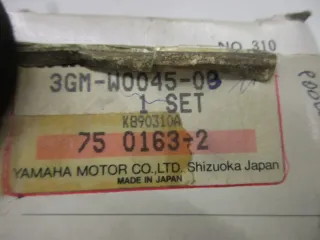 NO. 310
3GM-W0045-0B
1 SET
KB90310A
75 0163-2
YAMAHA MOTOR CO.,LTD. Shizuoka Japan
MADE IN JAPAN